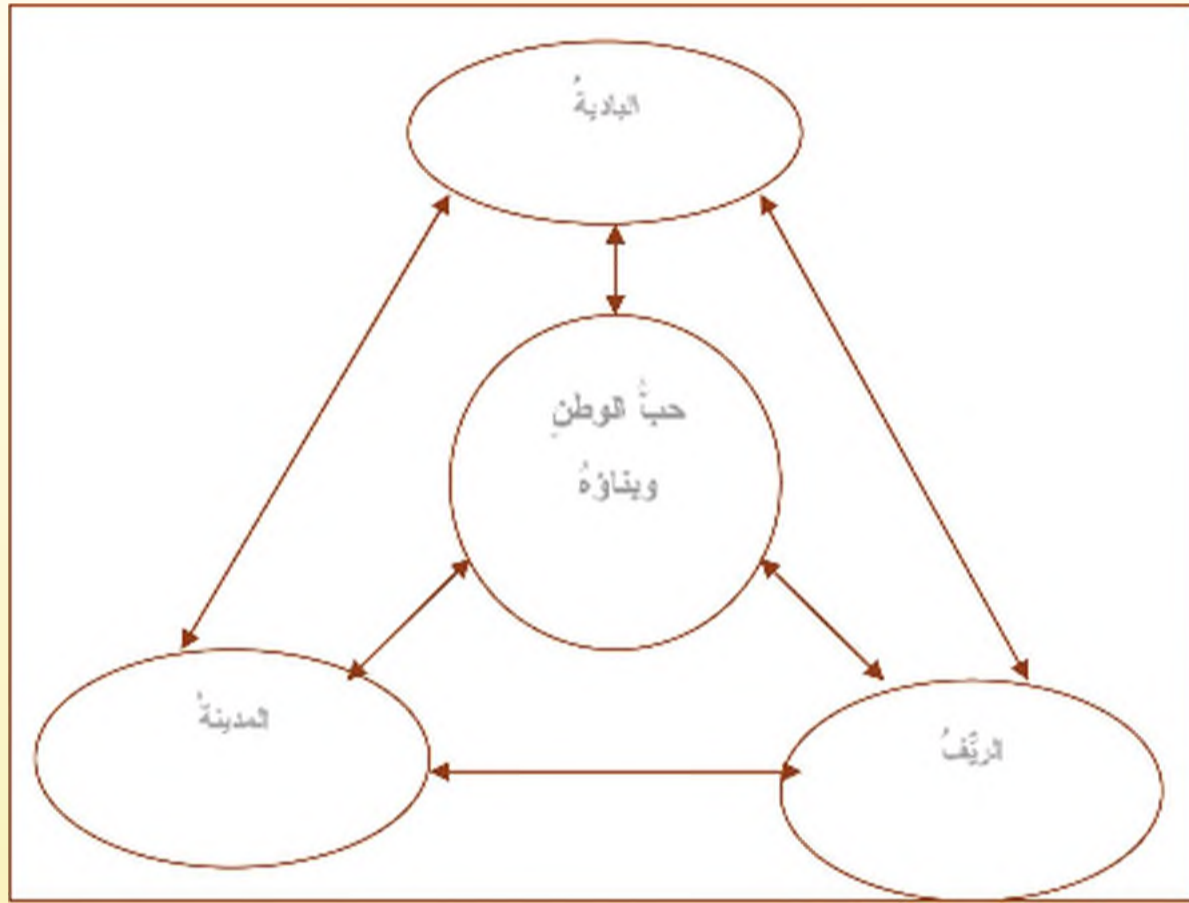 الباديةُ
حبُّ الوطنِ
وبناؤهُ
المدينةُ
الريِّفُ